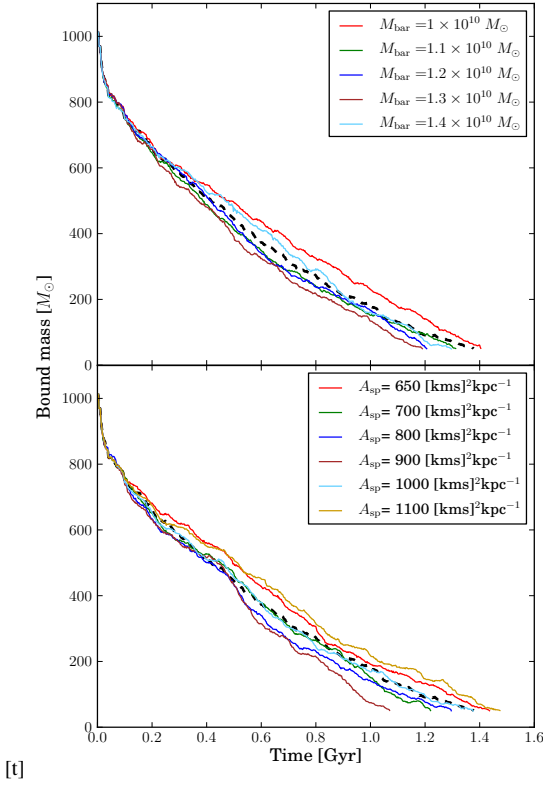 1000
800
600
400
200
0
M_bar = 1 × 10^10 M_⊙
M_bar = 1.1 × 10^10 M_⊙
M_bar = 1.2 × 10^10 M_⊙
M_bar = 1.3 × 10^10 M_⊙
M_bar = 1.4 × 10^10 M_⊙
Bound mass [M_⊙]
1000
800
600
400
200
0
A_sp= 650 [kms]^2kpc^−1
A_sp= 700 [kms]^2kpc^−1
A_sp= 800 [kms]^2kpc^−1
A_sp= 900 [kms]^2kpc^−1
A_sp= 1000 [kms]^2kpc^−1
A_sp= 1100 [kms]^2kpc^−1
0.0 0.2 0.4 0.6 0.8 1.0 1.2 1.4 1.6
Time [Gyr]
[t]